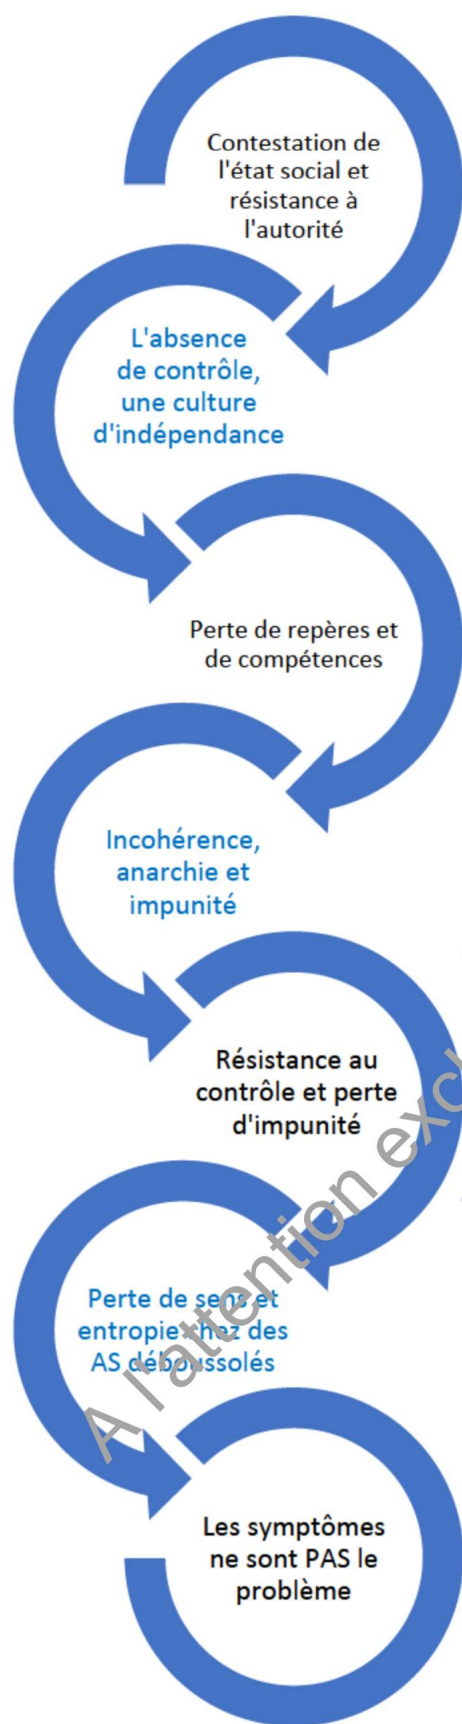 Contestation de
l'état social et
résistance à
l'autorité
L'absence
de contrôle,
une culture
d'indépendance
Perte de repères et
de compétences
Incohérence,
anarchie et
impunité
Résistance au
contrôle et perte
d'impunité
Perte de sens et
entropie chez des
AS déboussolés
Les symptômes
ne sont PAS le
problème
A l'attention